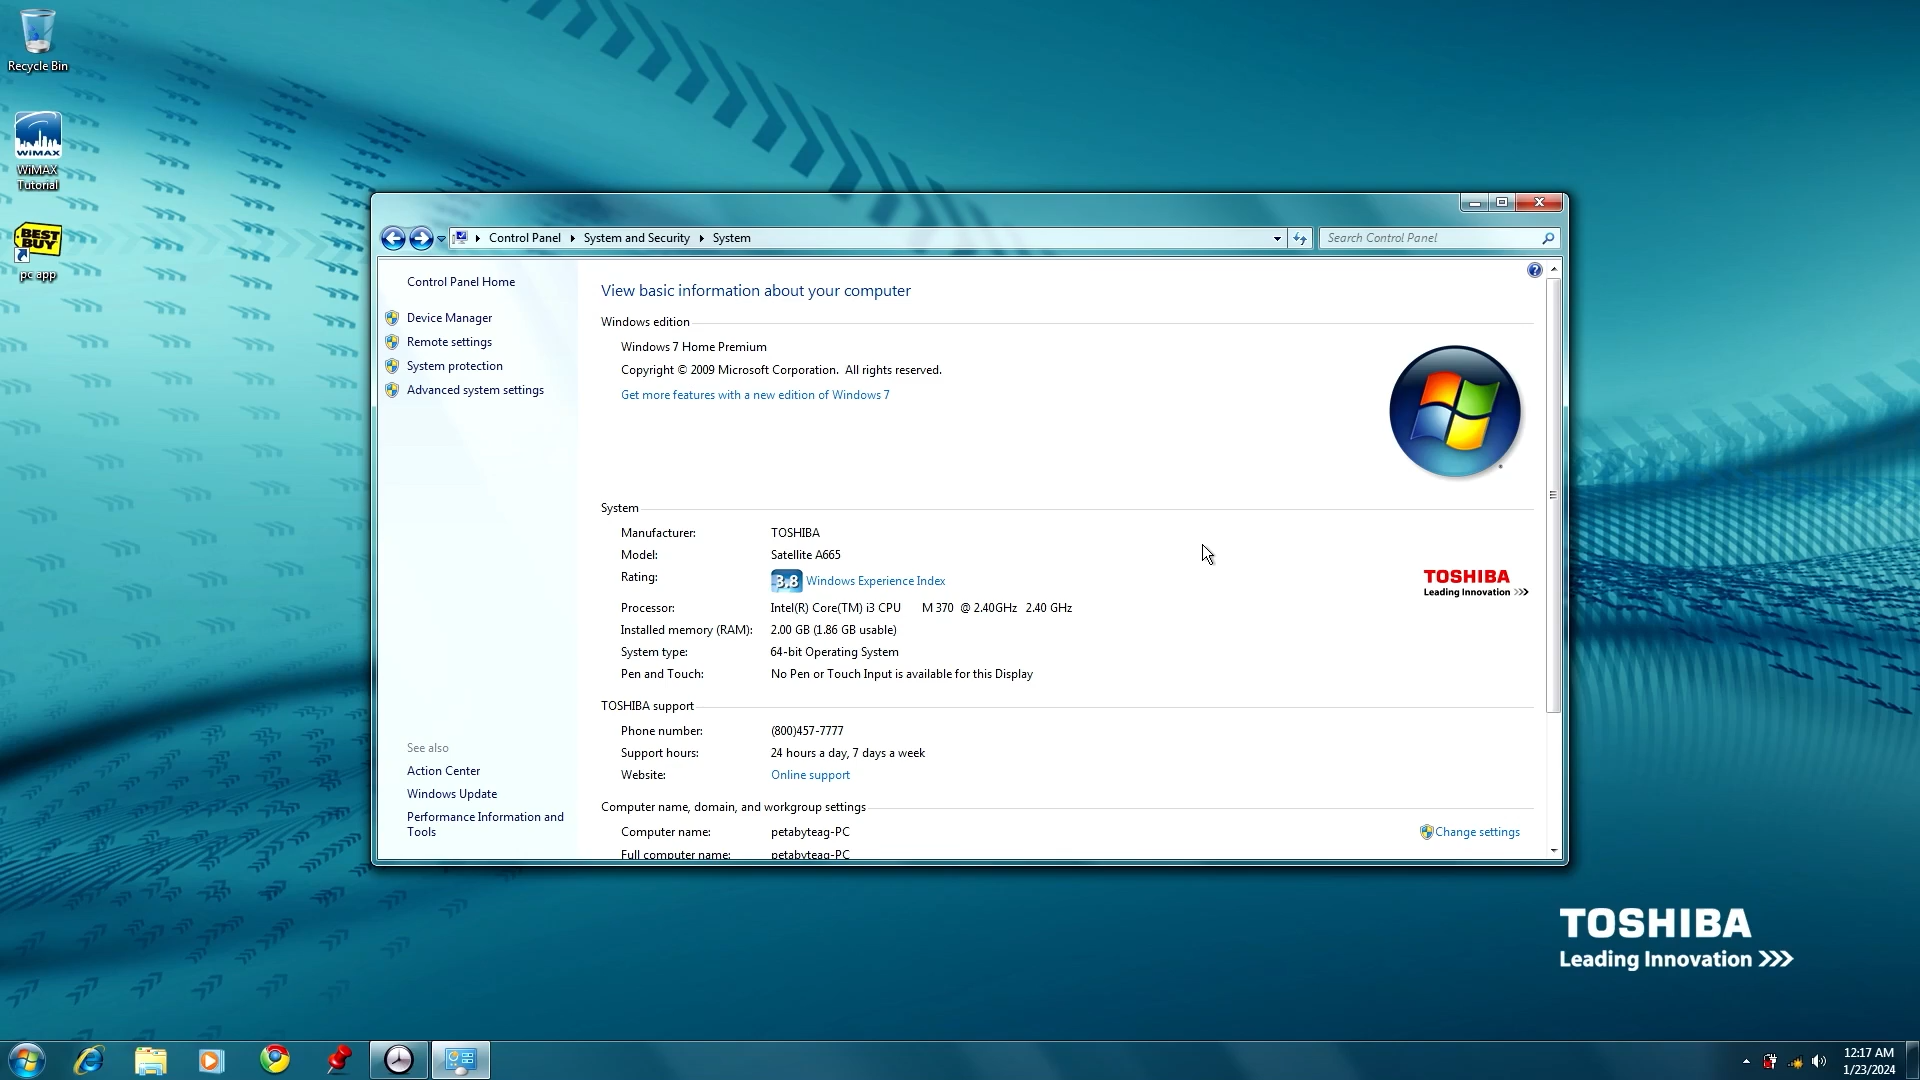 Recycle Bin
WiMAX
WiMAX
Tutorial
BEST
BUY
pc app
Control Panel
System and Security
System
Search Control Panel
Control Panel Home
Device Manager
Remote settings
System protection
Advanced system settings
See also
Action Center
Windows Update
Performance Information and
Tools
View basic information about your computer
Windows edition
Windows 7 Home Premium
Copyright © 2009 Microsoft Corporation. All rights reserved.
Get more features with a new edition of Windows 7
System
Manufacturer: TOSHIBA
Model: Satellite A665
Rating: 3,8 Windows Experience Index
Processor: Intel(R) Core(TM) i3 CPU M 370 @ 2.40GHz 2.40 GHz
Installed memory (RAM): 2.00 GB (1.86 GB usable)
System type: 64-bit Operating System
Pen and Touch: No Pen or Touch Input is available for this Display
TOSHIBA
Leading Innovation >>>
TOSHIBA support
Phone number: (800)457-7777
Support hours: 24 hours a day, 7 days a week
Website: Online support
Computer name, domain, and workgroup settings
Computer name: petabyteag-PC
Change settings
Full computer name: petabyteag-PC
TOSHIBA
Leading Innovation >>>
12:17 AM
1/23/2024